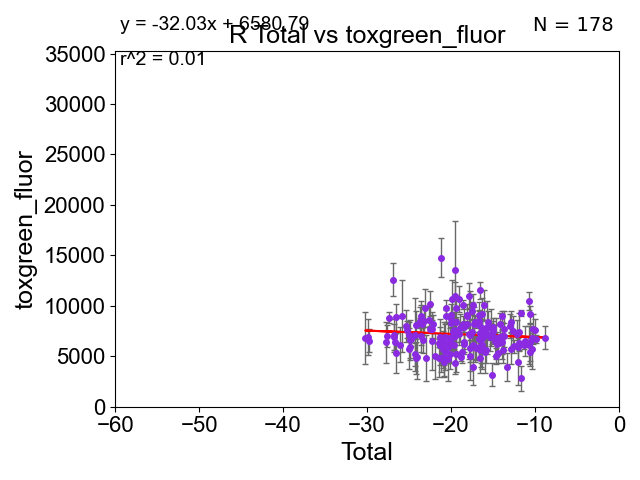 y = -32.03x + 6580.79
N = 178
R Total vs toxgreen_fluor
r^2 = 0.01
35000
30000
25000
20000
15000
10000
5000
0
toxgreen_fluor
−60
−50
−40
−30
−20
−10
0
Total